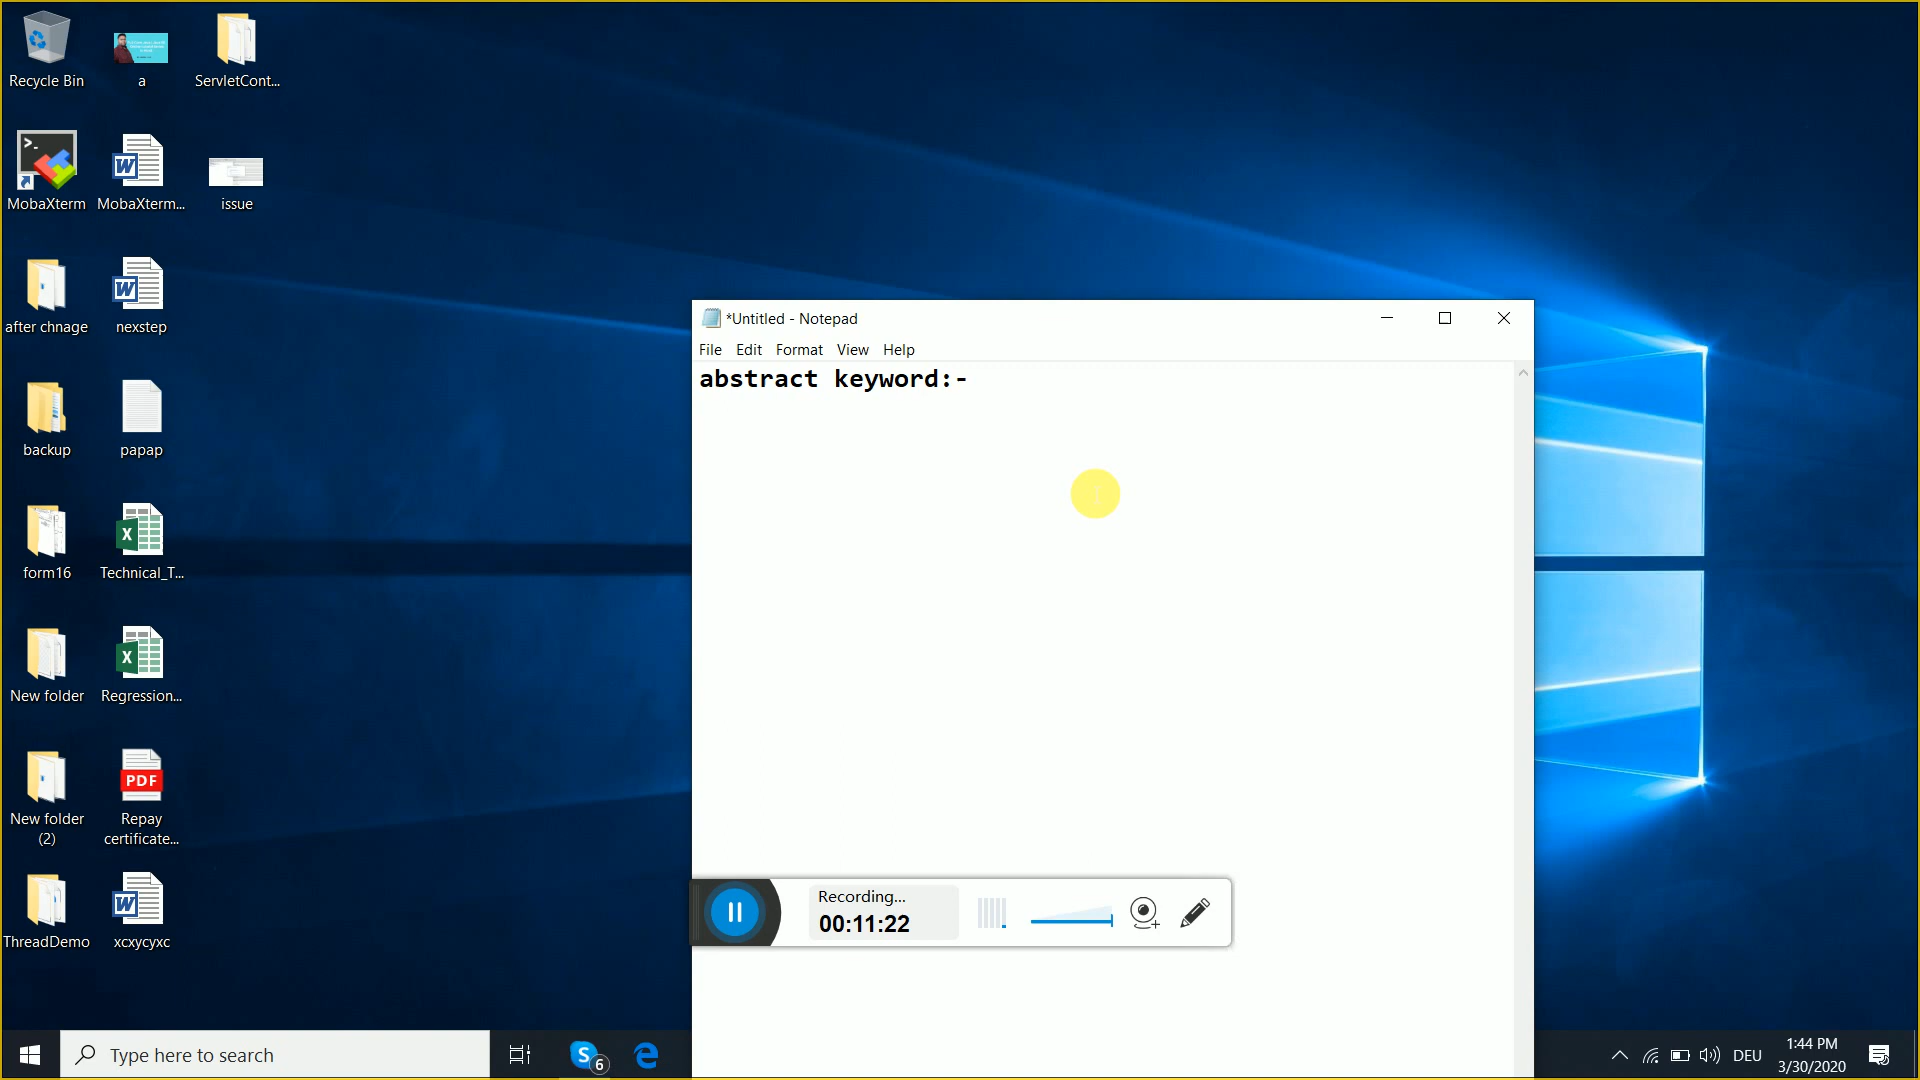 Recycle Bin
a
ServletCont...
MobaXterm
MobaXterm...
issue
after chnage
nexstep
backup
papap
form16
Technical_T...
New folder
Regression...
New folder
(2)
PDF
Repay
certificate...
ThreadDemo
xcxycyxc
*Untitled - Notepad
File Edit Format View Help
abstract keyword:-
Recording...
00:11:22
Type here to search
6
DEU
1:44 PM
3/30/2020